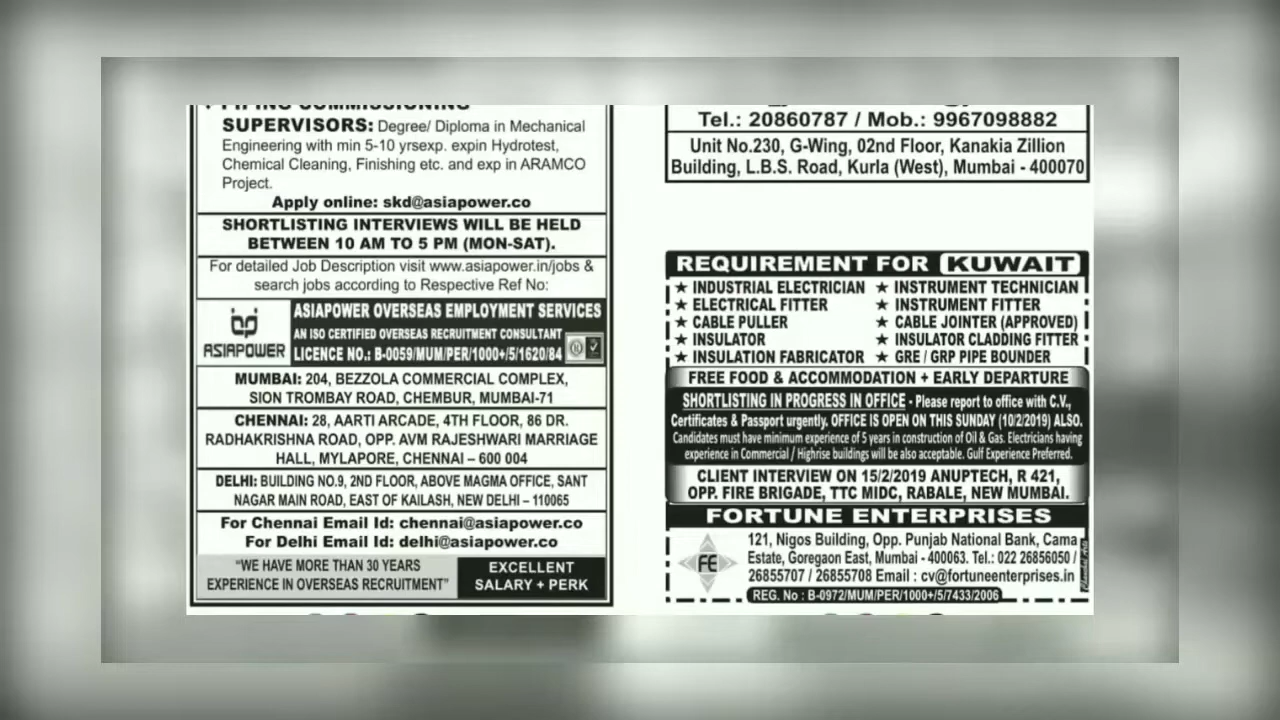 PIPING COMMISSIONING
SUPERVISORS: Degree/ Diploma in Mechanical
Engineering with min 5-10 yrsexp. expin Hydrotest,
Chemical Cleaning, Finishing etc. and exp in ARAMCO
Project.
Apply online: skd@asiapower.co
SHORTLISTING INTERVIEWS WILL BE HELD
BETWEEN 10 AM TO 5 PM (MON-SAT).
For detailed Job Description visit www.asiapower.in/jobs &
search jobs according to Respective Ref No:
ASIAPOWER
ASIAPOWER OVERSEAS EMPLOYMENT SERVICES
AN ISO CERTIFIED OVERSEAS RECRUITMENT CONSULTANT
LICENCE NO.: B-0059/MUM/PER/1000+/5/1620/84
MUMBAI: 204, BEZZOLA COMMERCIAL COMPLEX,
SION TROMBAY ROAD, CHEMBUR, MUMBAI-71
CHENNAI: 28, AARTI ARCADE, 4TH FLOOR, 86 DR.
RADHAKRISHNA ROAD, OPP. AVM RAJESHWARI MARRIAGE
HALL, MYLAPORE, CHENNAI – 600 004
DELHI: BUILDING NO.9, 2ND FLOOR, ABOVE MAGMA OFFICE, SANT
NAGAR MAIN ROAD, EAST OF KAILASH, NEW DELHI – 110065
For Chennai Email Id: chennai@asiapower.co
For Delhi Email Id: delhi@asiapower.co
"WE HAVE MORE THAN 30 YEARS
EXPERIENCE IN OVERSEAS RECRUITMENT"
EXCELLENT
SALARY + PERK
Tel.: 20860787 / Mob.: 9967098882
Unit No.230, G-Wing, 02nd Floor, Kanakia Zillion
Building, L.B.S. Road, Kurla (West), Mumbai - 400070
REQUIREMENT FOR KUWAIT
★ INDUSTRIAL ELECTRICIAN ★ INSTRUMENT TECHNICIAN
★ ELECTRICAL FITTER ★ INSTRUMENT FITTER
★ CABLE PULLER ★ CABLE JOINTER (APPROVED)
★ INSULATOR ★ INSULATOR CLADDING FITTER
★ INSULATION FABRICATOR ★ GRE / GRP PIPE BOUNDER
FREE FOOD & ACCOMMODATION + EARLY DEPARTURE
SHORTLISTING IN PROGRESS IN OFFICE - Please report to office with C.V.,
Certificates & Passport urgently. OFFICE IS OPEN ON THIS SUNDAY (10/2/2019) ALSO.
Candidates must have minimum experience of 5 years in construction of Oil & Gas. Electricians having
experience in Commercial / Highrise buildings will be also acceptable. Gulf Experience Preferred.
CLIENT INTERVIEW ON 15/2/2019 ANUPTECH, R 421,
OPP. FIRE BRIGADE, TTC MIDC, RABALE, NEW MUMBAI.
FORTUNE ENTERPRISES
FE
121, Nigos Building, Opp. Punjab National Bank, Cama
Estate, Goregaon East, Mumbai - 400063. Tel.: 022 26856050 /
26855707 / 26855708 Email : cv@fortuneenterprises.in
REG. No : B-0972/MUM/PER/1000+/5/7433/2006